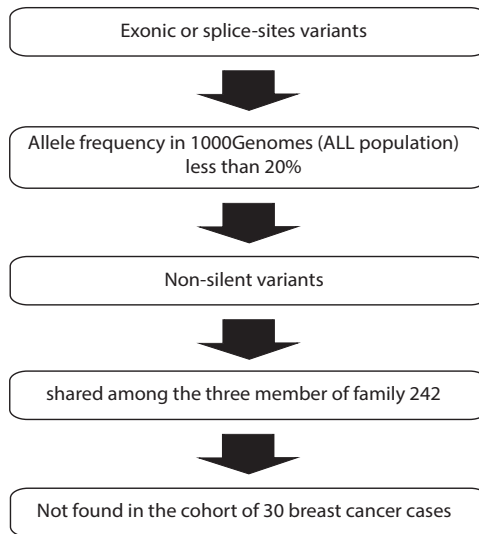 Exonic or splice-sites variants
Allele frequency in 1000Genomes (ALL population)
less than 20%
Non-silent variants
shared among the three member of family 242
Not found in the cohort of 30 breast cancer cases